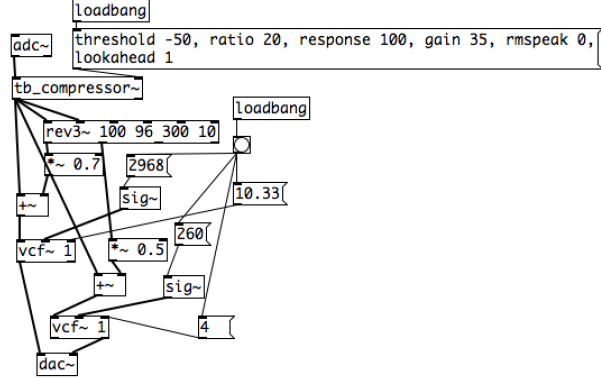 loadbang
adc~
threshold -50, ratio 20, response 100, gain 35, rmspeak 0,
lookahead 1
tb_compressor~
loadbang
rev3~ 100 96 300 10
*~ 0.7
2968
sig~
10.33
+~
260
vcf~ 1
*~ 0.5
+~
sig~
vcf~ 1
4
dac~